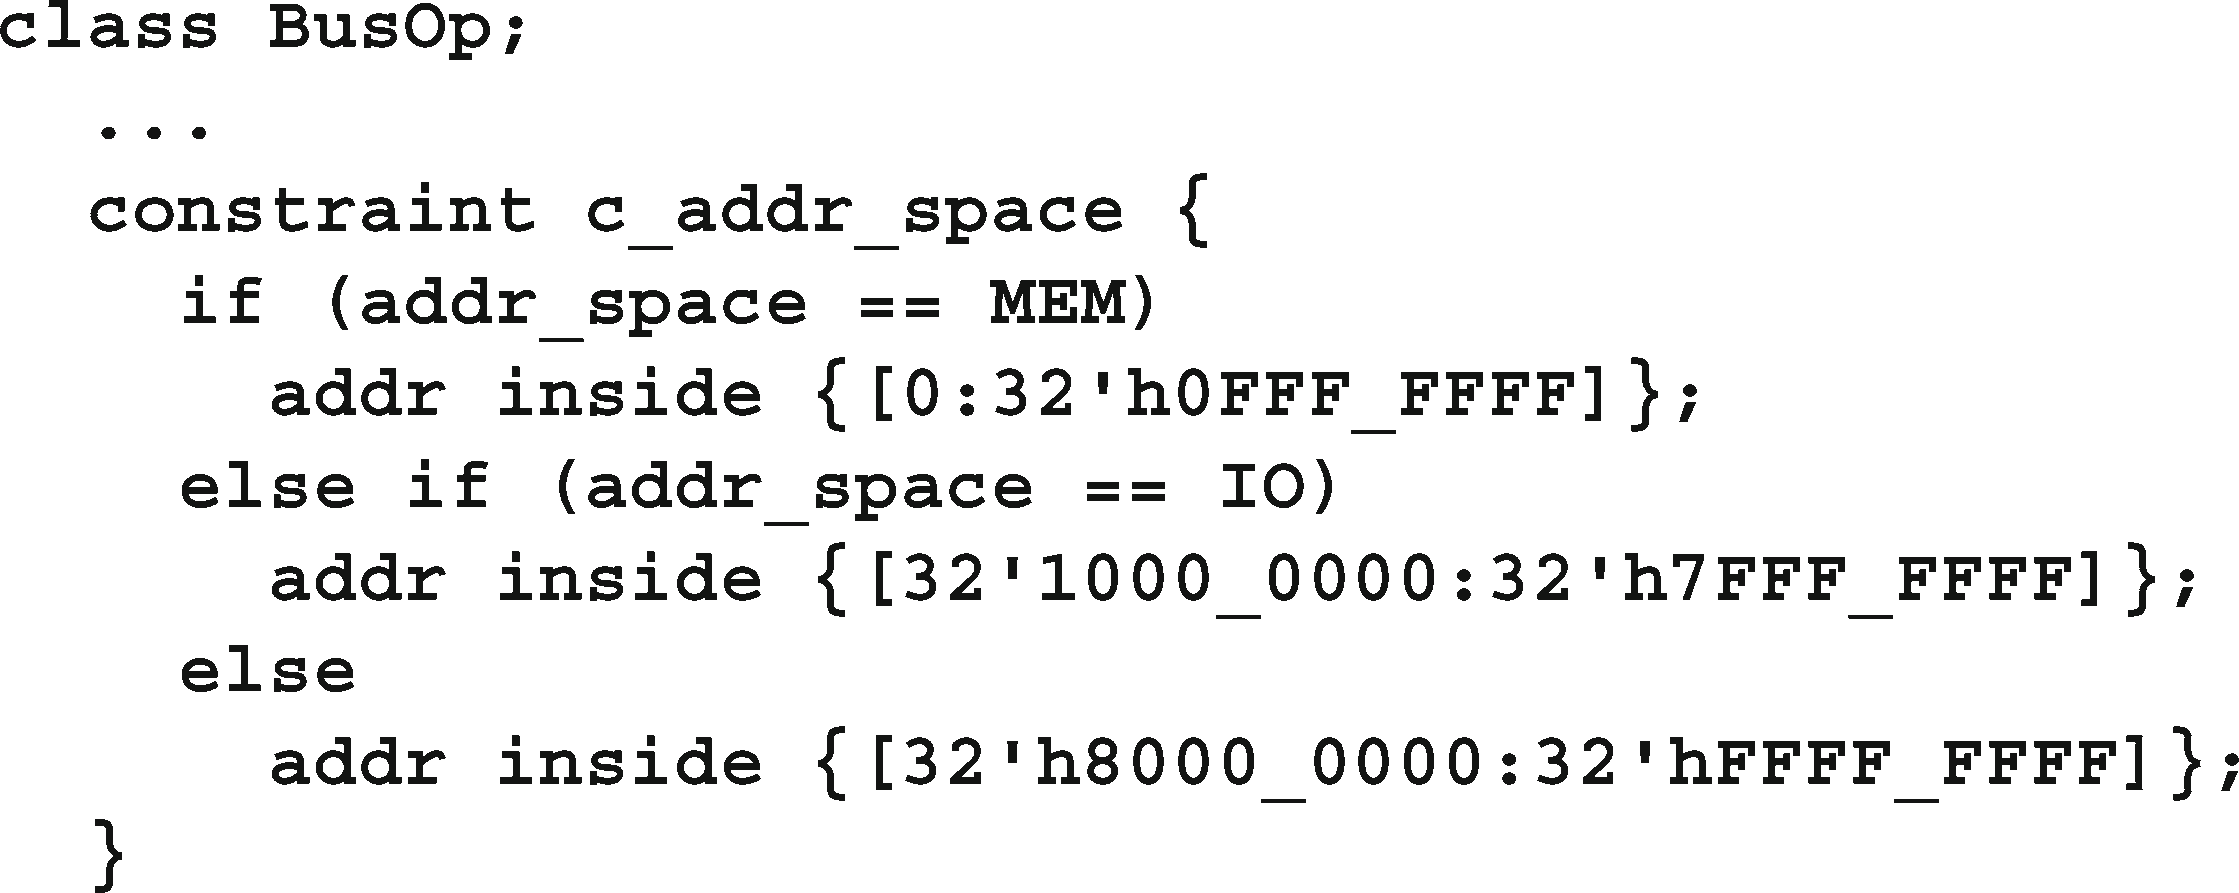 class BusOp;
...
constraint c_addr_space {
if (addr_space == MEM)
addr inside {[0:32'h0FFF_FFFF]};
else if (addr_space == IO)
addr inside {[32'1000_0000:32'h7FFF_FFFF]};
else
addr inside {[32'h8000_0000:32'hFFFF_FFFF]};
}